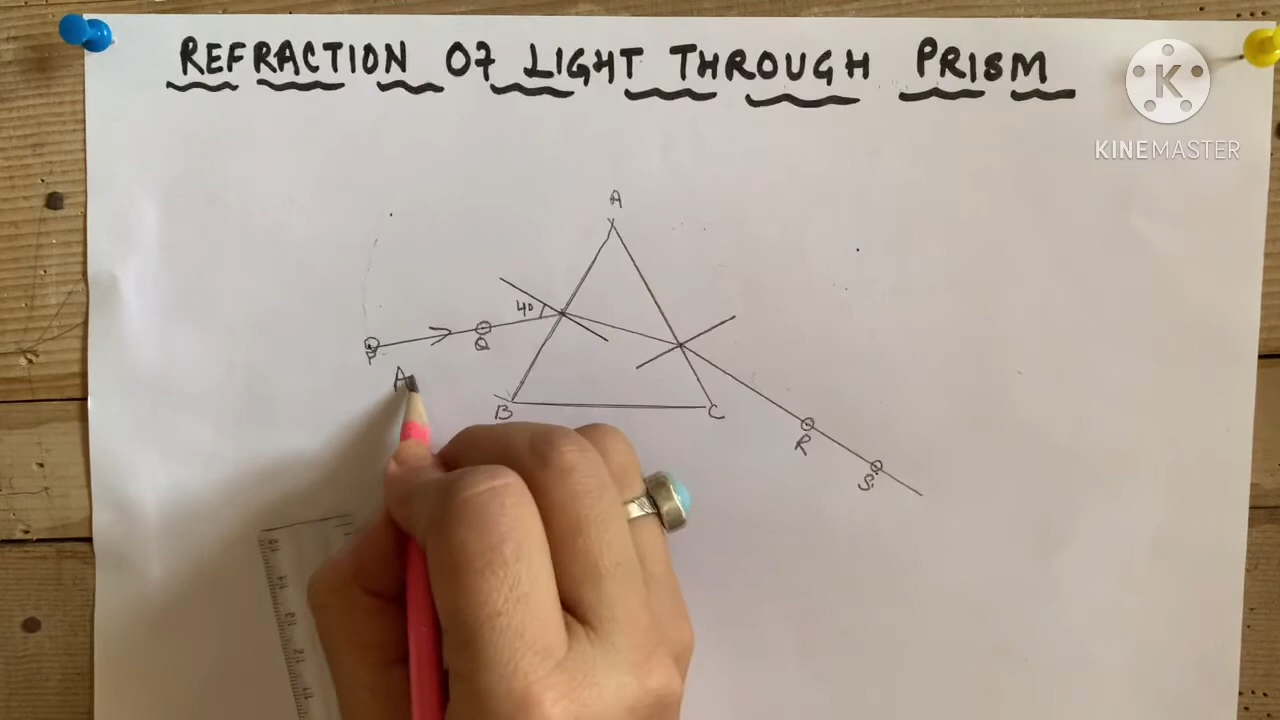 REFRACTION OF LIGHT THROUGH PRISM
K
KINEMASTER
A
40
P
Q
A
B
C
R
S